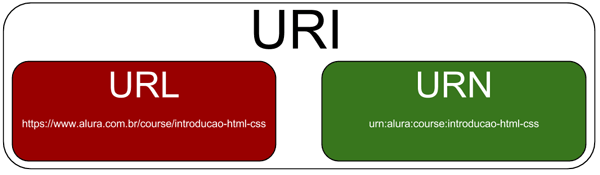 URI
URL
https://www.alura.com.br/course/introducao-html-css
URN
urn:alura:course:introducao-html-css